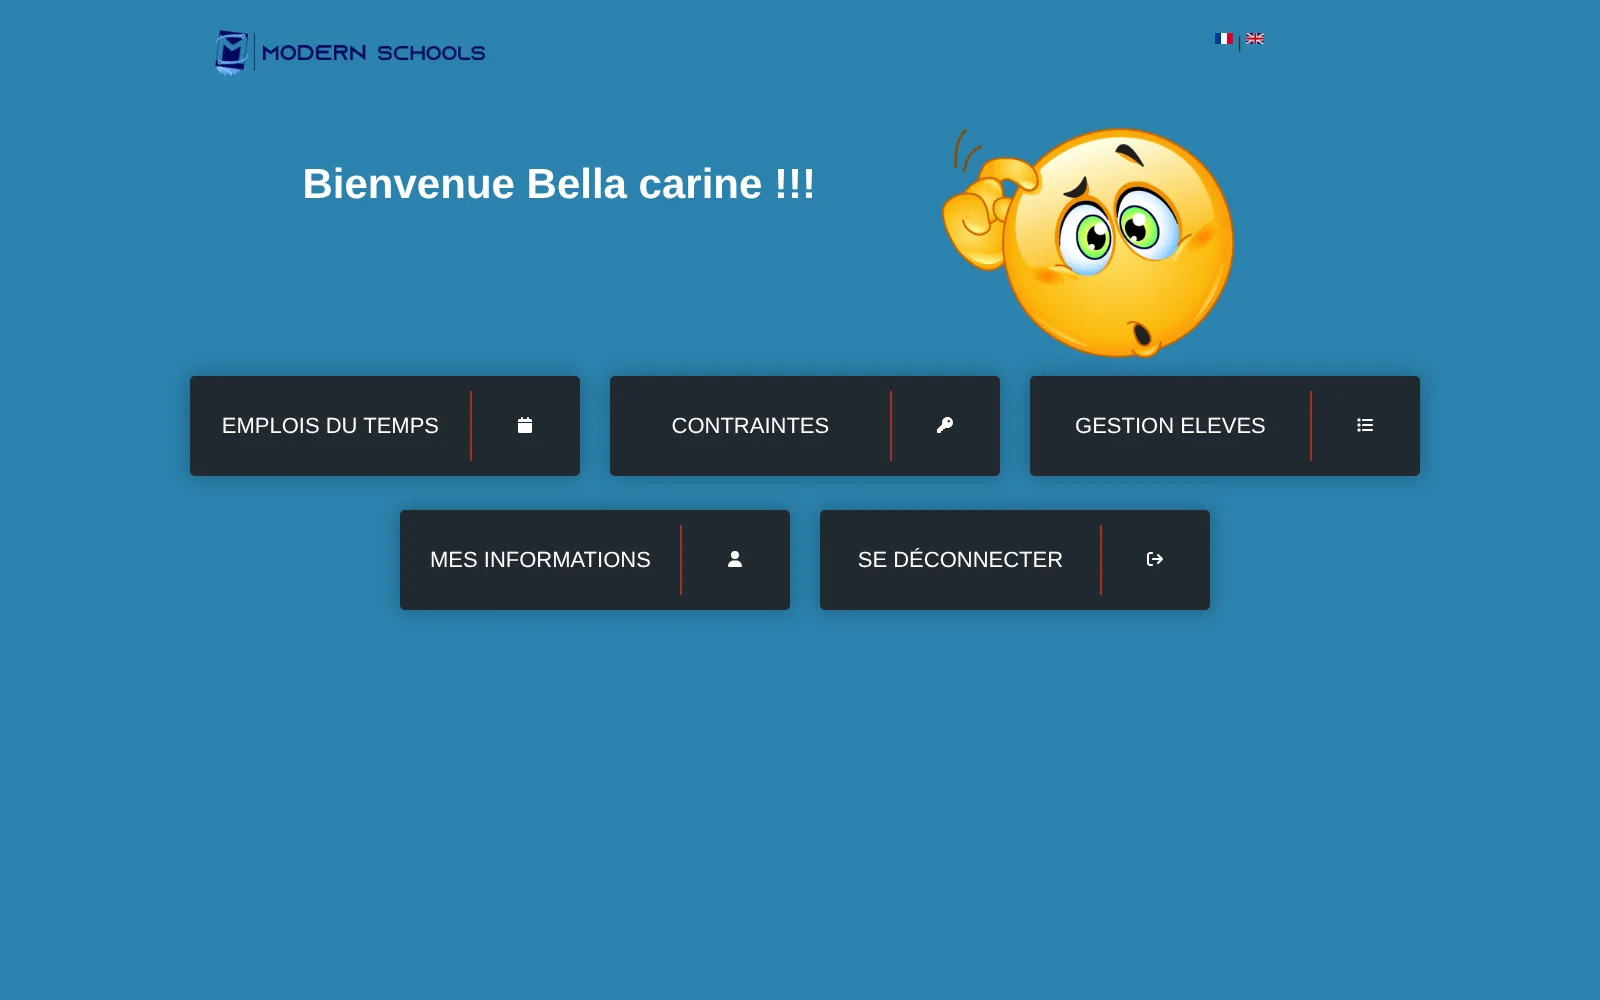 MODERN SCHOOLS
|
Bienvenue Bella carine !!!
EMPLOIS DU TEMPS
CONTRAINTES
GESTION ELEVES
MES INFORMATIONS
SE DÉCONNECTER